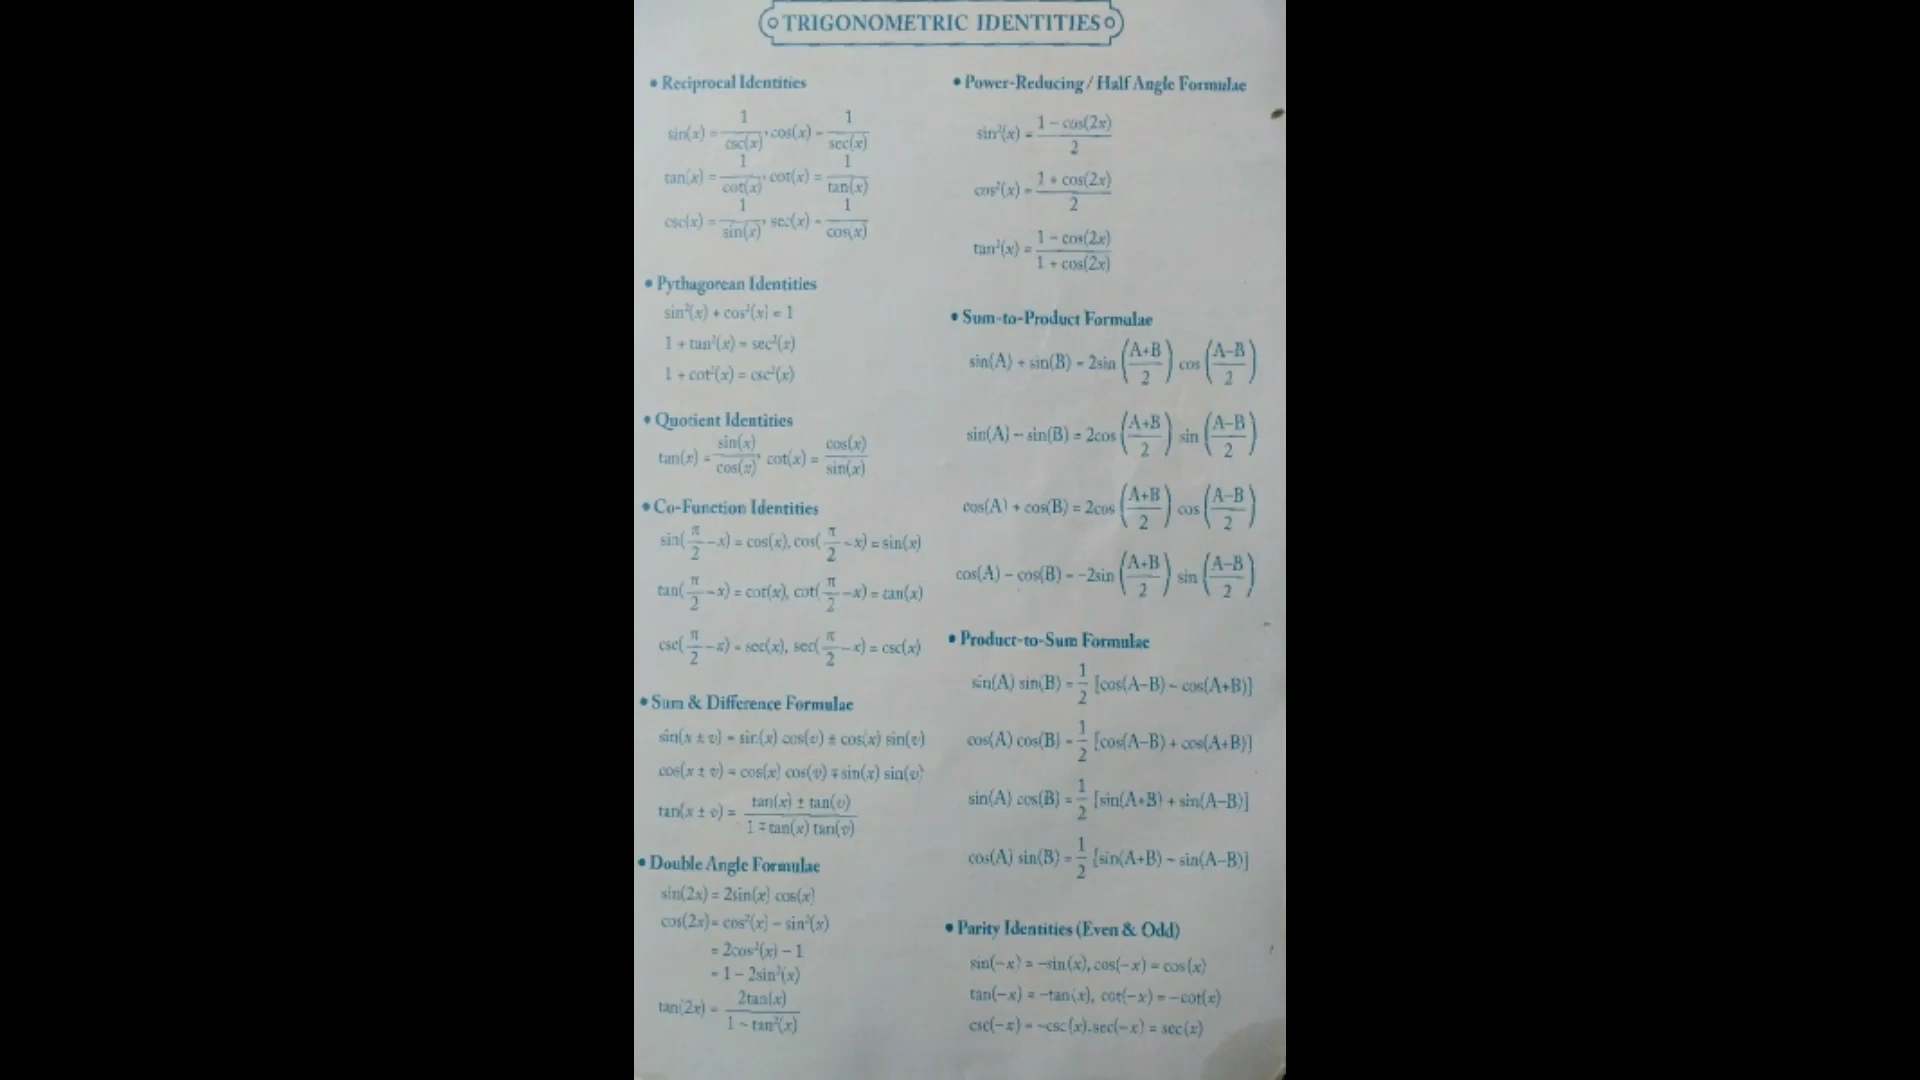 TRIGONOMETRIC IDENTITIES
• Reciprocal Identities
sin(x) = 1/csc(x), cos(x) = 1/sec(x)
tan(x) = 1/cot(x), cot(x) = 1/tan(x)
csc(x) = 1/sin(x), sec(x) = 1/cos(x)
• Pythagorean Identities
sin²(x) + cos²(x) = 1
1 + tan²(x) = sec²(x)
1 + cot²(x) = csc²(x)
• Quotient Identities
tan(x) = sin(x)/cos(x), cot(x) = cos(x)/sin(x)
• Co-Function Identities
sin(π/2 − x) = cos(x), cos(π/2 − x) = sin(x)
tan(π/2 − x) = cot(x), cot(π/2 − x) = tan(x)
csc(π/2 − x) = sec(x), sec(π/2 − x) = csc(x)
• Sum & Difference Formulae
sin(x ± v) = sin(x) cos(v) ± cos(x) sin(v)
cos(x ± v) = cos(x) cos(v) ∓ sin(x) sin(v)
tan(x ± v) = (tan(x) ± tan(v))/(1 ∓ tan(x) tan(v))
• Double Angle Formulae
sin(2x) = 2sin(x) cos(x)
cos(2x) = cos²(x) − sin²(x)
= 2cos²(x) − 1
= 1 − 2sin²(x)
tan(2x) = 2tan(x)/(1 − tan²(x))
• Power-Reducing / Half Angle Formulae
sin²(x) = (1 − cos(2x))/2
cos²(x) = (1 + cos(2x))/2
tan²(x) = (1 − cos(2x))/(1 + cos(2x))
• Sum-to-Product Formulae
sin(A) + sin(B) = 2sin ((A+B)/2) cos ((A−B)/2)
sin(A) − sin(B) = 2cos ((A+B)/2) sin ((A−B)/2)
cos(A) + cos(B) = 2cos ((A+B)/2) cos ((A−B)/2)
cos(A) − cos(B) = −2sin ((A+B)/2) sin ((A−B)/2)
• Product-to-Sum Formulae
sin(A) sin(B) = 1/2 [cos(A−B) − cos(A+B)]
cos(A) cos(B) = 1/2 [cos(A−B) + cos(A+B)]
sin(A) cos(B) = 1/2 [sin(A+B) + sin(A−B)]
cos(A) sin(B) = 1/2 [sin(A+B) − sin(A−B)]
• Parity Identities (Even & Odd)
sin(−x) = −sin(x), cos(−x) = cos(x)
tan(−x) = −tan(x), cot(−x) = −cot(x)
csc(−x) = −csc(x), sec(−x) = sec(x)